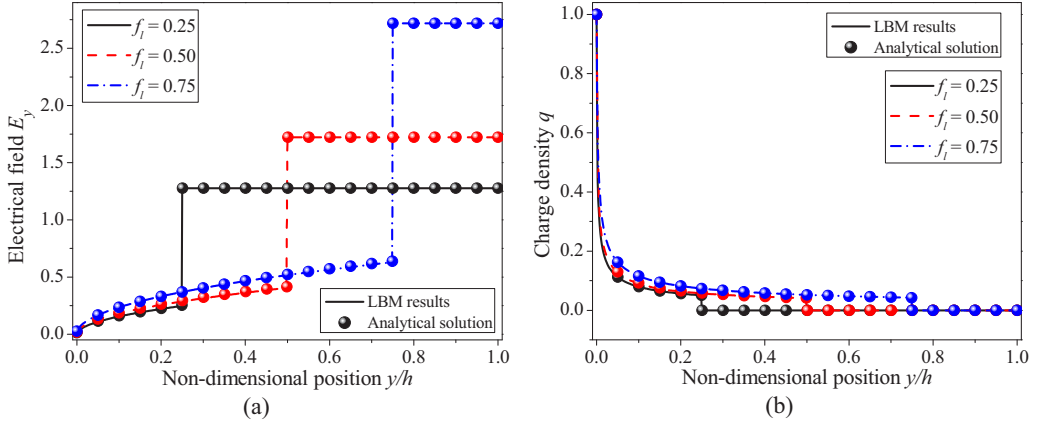 f_l = 0.25
f_l = 0.50
f_l = 0.75
LBM results
Analytical solution
Electrical field E_y
2.5
2.0
1.5
1.0
0.5
0.0
0.0 0.2 0.4 0.6 0.8 1.0
Non-dimensional position y/h
(a)
LBM results
Analytical solution
f_l = 0.25
f_l = 0.50
f_l = 0.75
Charge density q
1.0
0.8
0.6
0.4
0.2
0.0
0.0 0.2 0.4 0.6 0.8 1.0
Non-dimensional position y/h
(b)